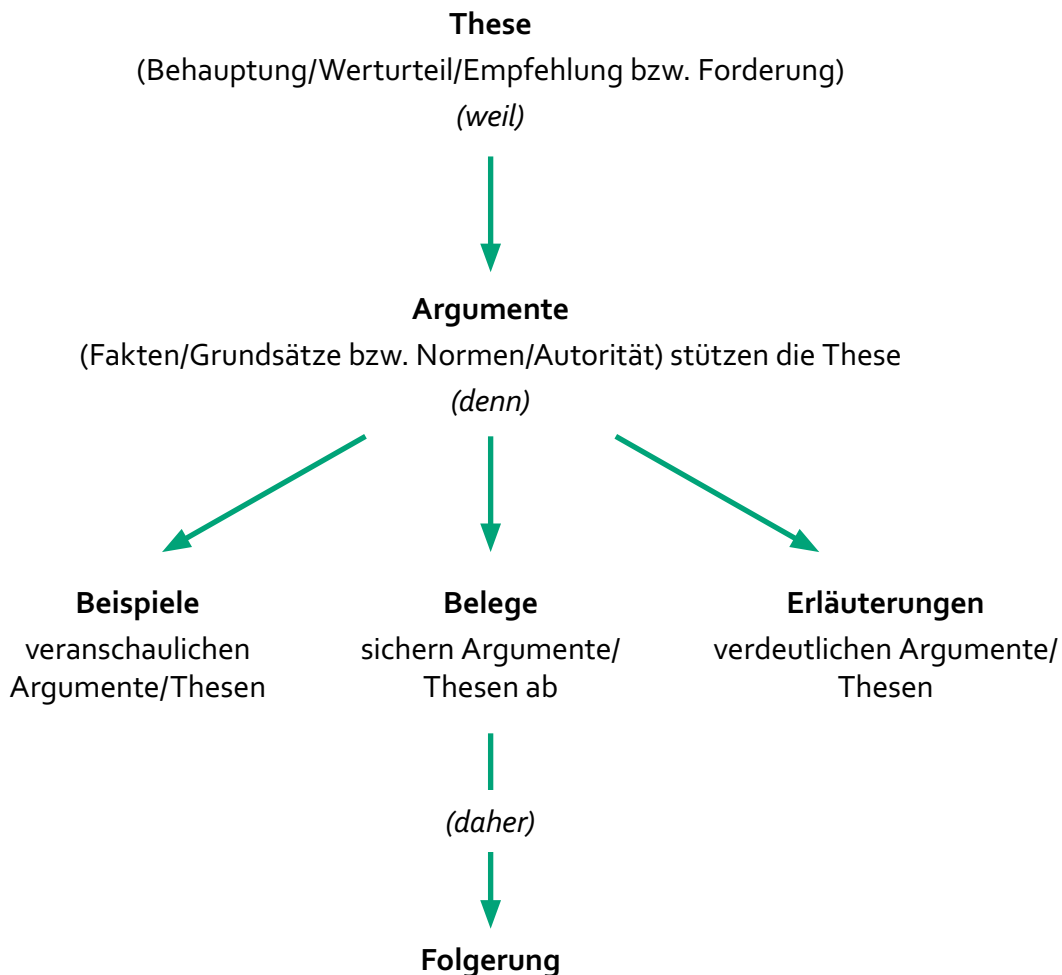 These
(Behauptung/Werturteil/Empfehlung bzw. Forderung)
(weil)
Argumente
(Fakten/Grundsätze bzw. Normen/Autorität) stützen die These
(denn)
Beispiele
veranschaulichen
Argumente/Thesen
Belege
sichern Argumente/
Thesen ab
Erläuterungen
verdeutlichen Argumente/
Thesen
(daher)
Folgerung